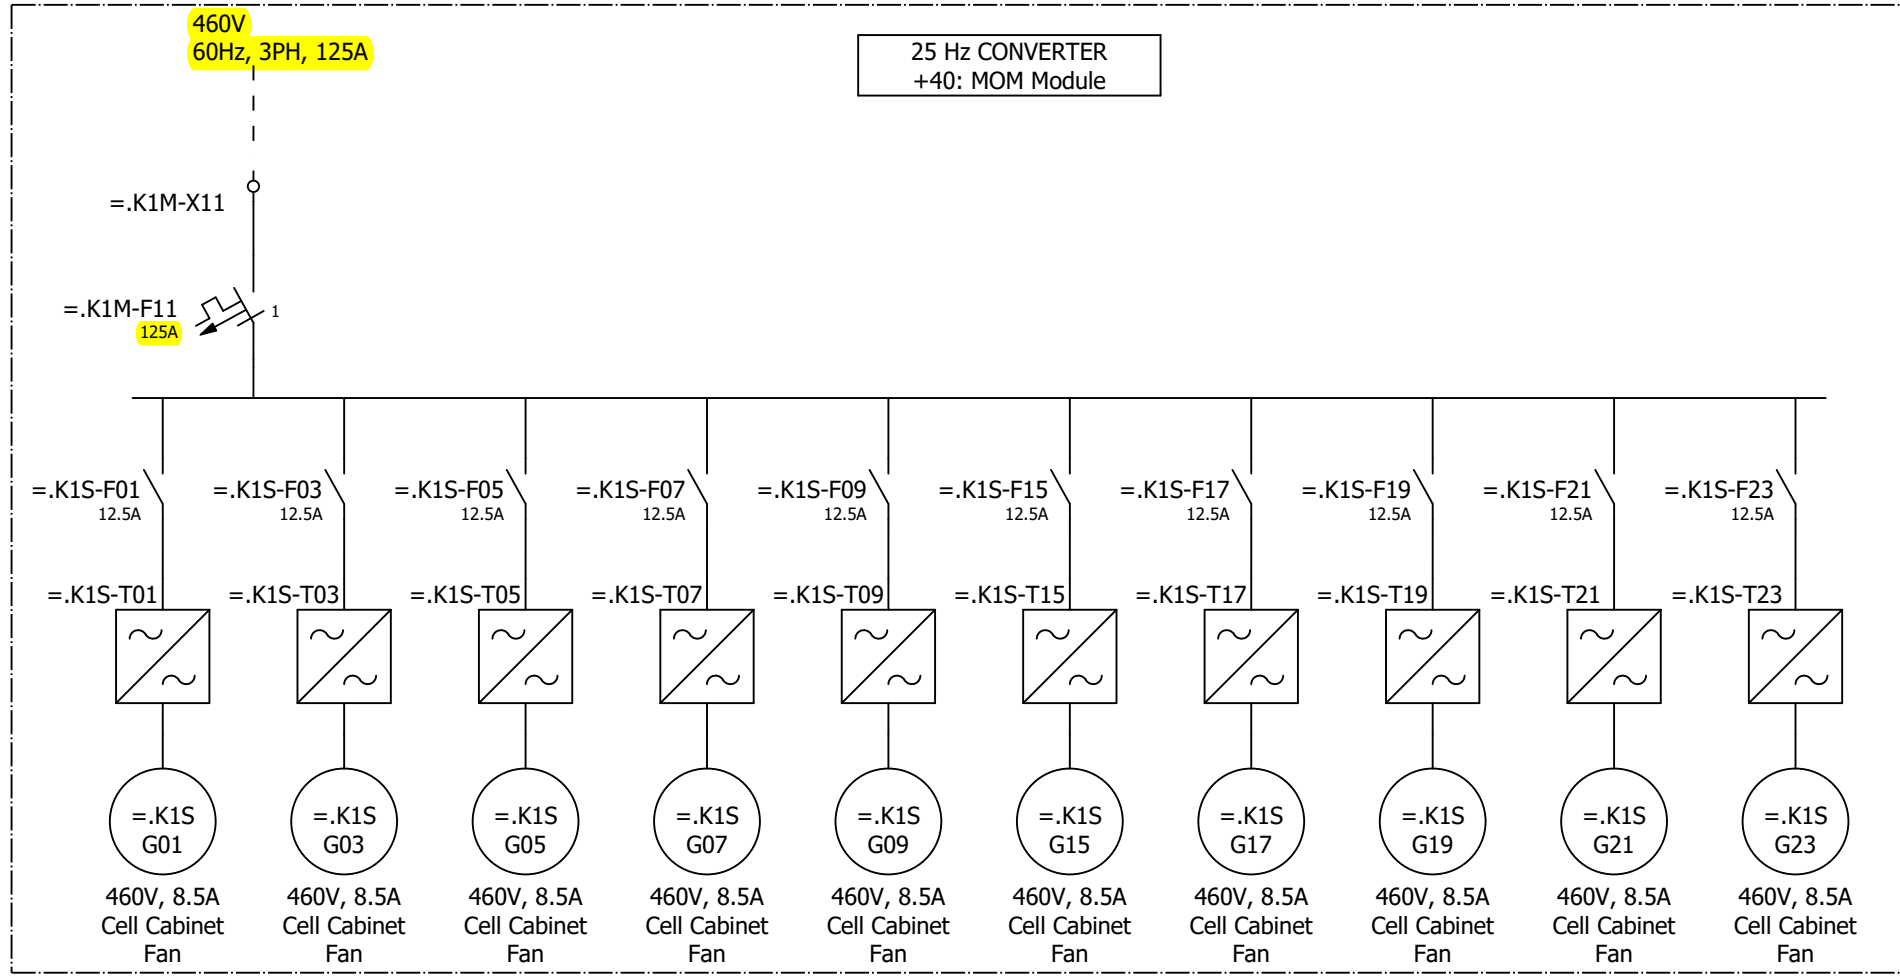 460V
60Hz, 3PH, 125A
25 Hz CONVERTER
+40: MOM Module
=.K1M-X11
=.K1M-F11
125A
1
=.K1S-F01
12.5A
=.K1S-F03
12.5A
=.K1S-F05
12.5A
=.K1S-F07
12.5A
=.K1S-F09
12.5A
=.K1S-F15
12.5A
=.K1S-F17
12.5A
=.K1S-F19
12.5A
=.K1S-F21
12.5A
=.K1S-F23
12.5A
=.K1S-T01
=.K1S-T03
=.K1S-T05
=.K1S-T07
=.K1S-T09
=.K1S-T15
=.K1S-T17
=.K1S-T19
=.K1S-T21
=.K1S-T23
=.K1S
G01
=.K1S
G03
=.K1S
G05
=.K1S
G07
=.K1S
G09
=.K1S
G15
=.K1S
G17
=.K1S
G19
=.K1S
G21
=.K1S
G23
460V, 8.5A
Cell Cabinet
Fan
460V, 8.5A
Cell Cabinet
Fan
460V, 8.5A
Cell Cabinet
Fan
460V, 8.5A
Cell Cabinet
Fan
460V, 8.5A
Cell Cabinet
Fan
460V, 8.5A
Cell Cabinet
Fan
460V, 8.5A
Cell Cabinet
Fan
460V, 8.5A
Cell Cabinet
Fan
460V, 8.5A
Cell Cabinet
Fan
460V, 8.5A
Cell Cabinet
Fan